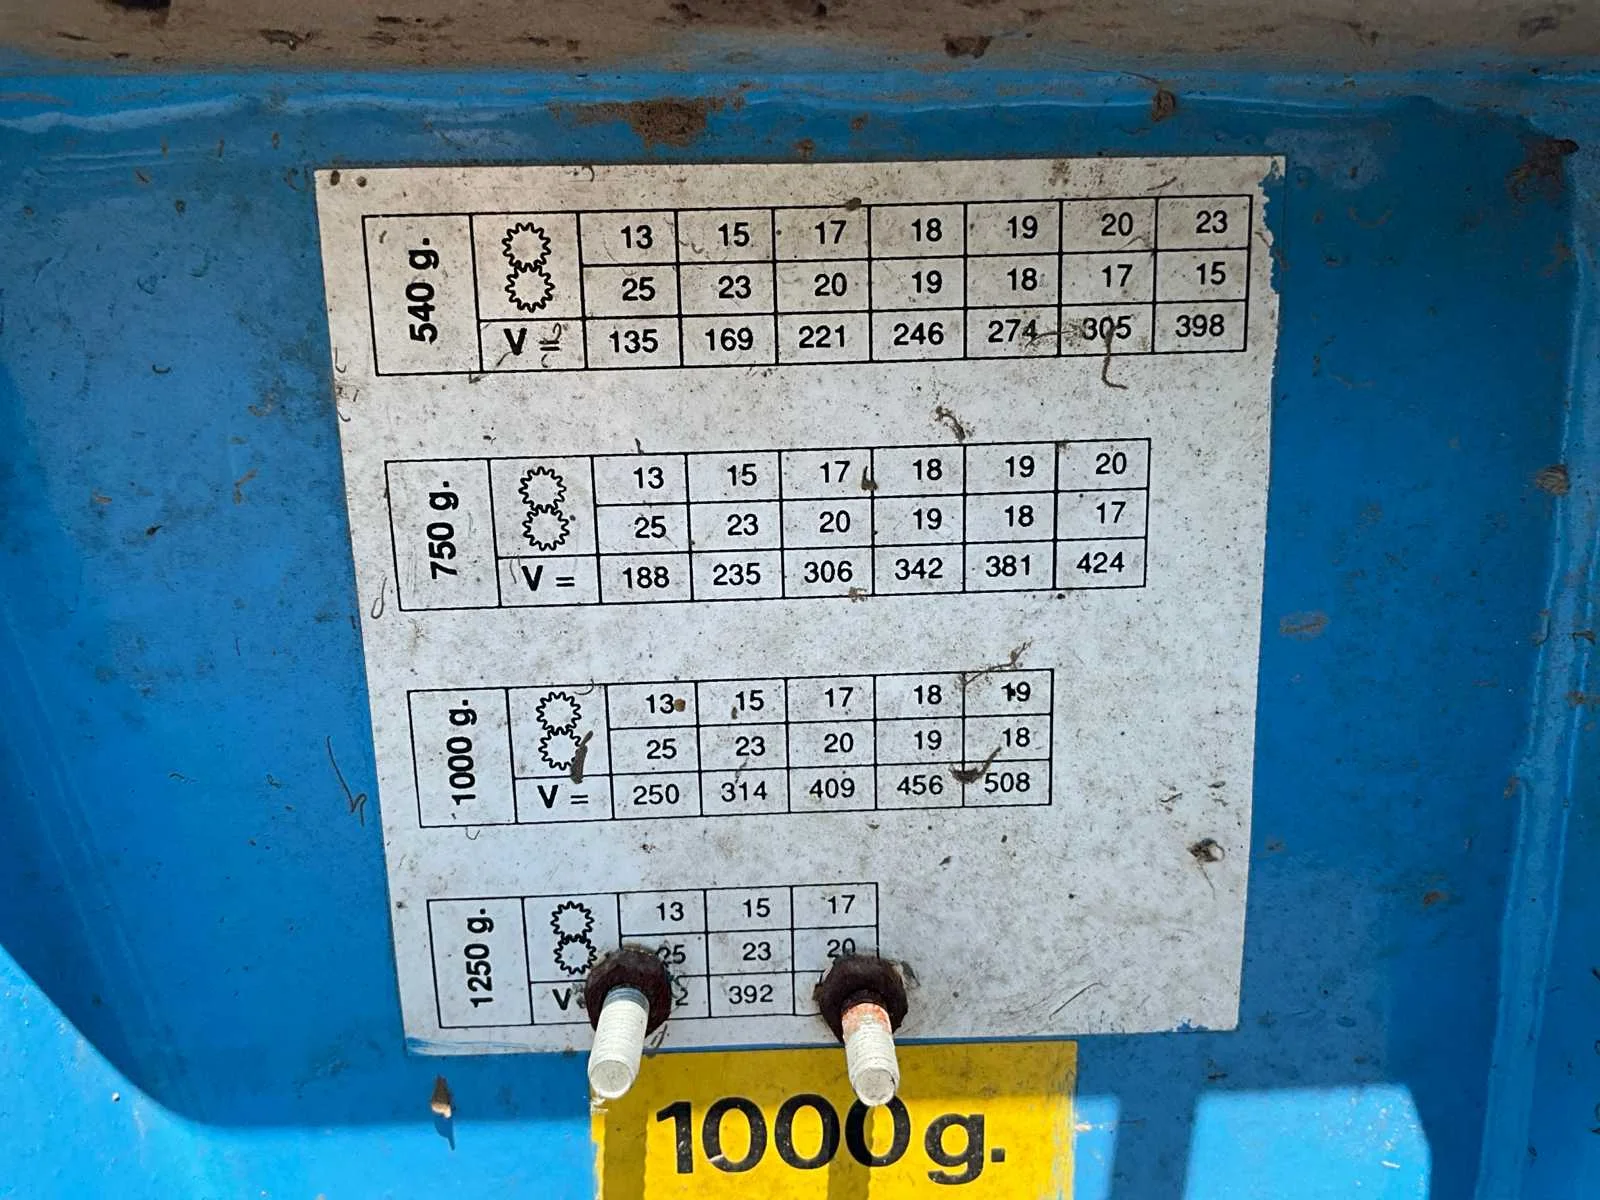 540 g.
13 15 17 18 19 20 23
25 23 20 19 18 17 15
V = 135 169 221 246 274 305 398
750 g.
13 15 17 18 19 20
25 23 20 19 18 17
V = 188 235 306 342 381 424
1000 g.
13 15 17 18 19
25 23 20 19 18
V = 250 314 409 456 508
1250 g.
13 15 17
25 23 20
V 392
1000 g.